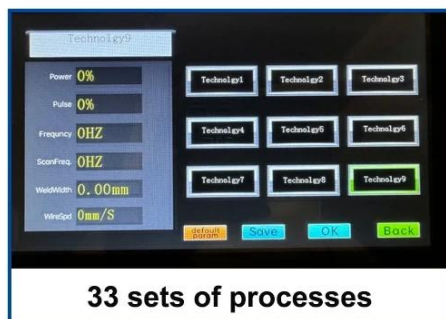 Technolgy9
Power 0%
Pulse 0%
Frequncy 0HZ
ScanFreq. 0HZ
WeldWidth 0.00mm
WireSpd 0mm/S
Technolgy1 Technolgy2 Technolgy3
Technolgy4 Technolgy5 Technolgy6
Technolgy7 Technolgy8 Technolgy9
default param Save OK Back
33 sets of processes